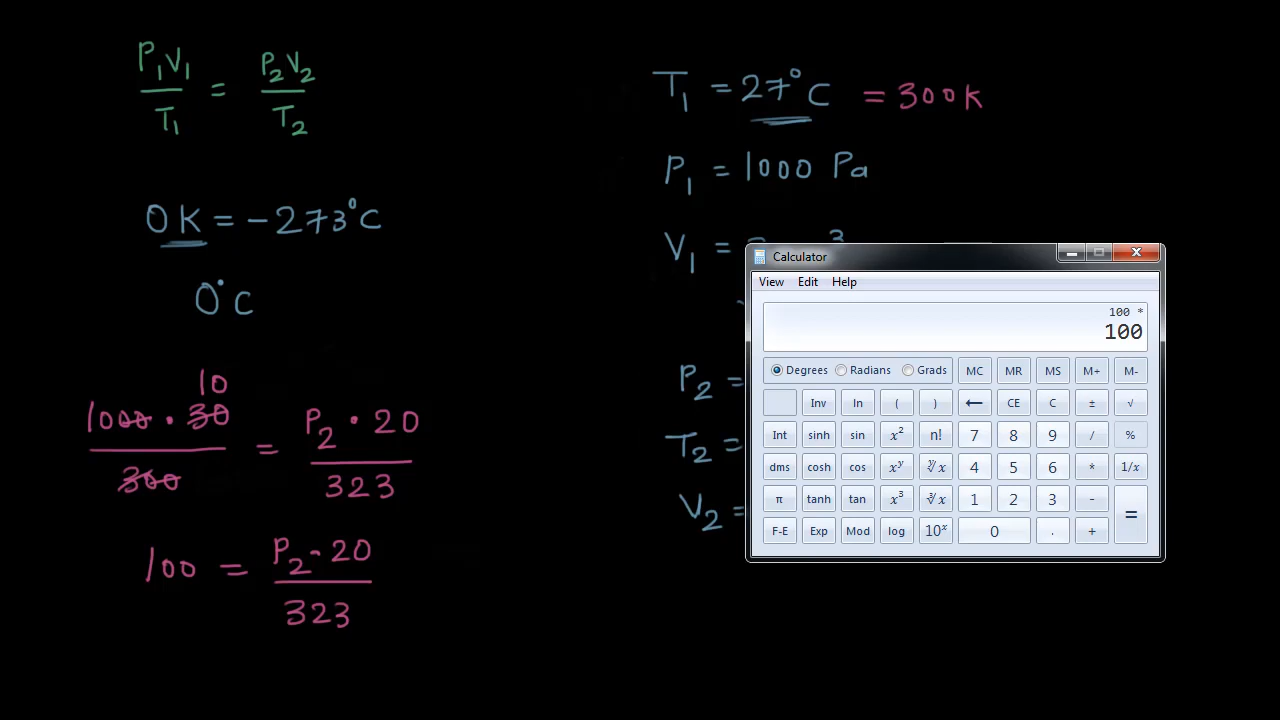 P₁V₁ / T₁ = P₂V₂ / T₂
0 K = -273°C
0°C
10
1000 · 30 / 300 = P₂ · 20 / 323
100 = P₂ · 20 / 323
T₁ = 27°C = 300K
P₁ = 1000 Pa
V₁ =
P₂ =
T₂ =
V₂ =
Calculator
View Edit Help
100 *
100
Degrees Radians Grads MC MR MS M+ M-
Inv ln ( ) ← CE C ± √
Int sinh sin x² n! 7 8 9 / %
dms cosh cos xʸ ʸ√x 4 5 6 * 1/x
π tanh tan x³ ³√x 1 2 3 - =
F-E Exp Mod log 10ˣ 0 . +